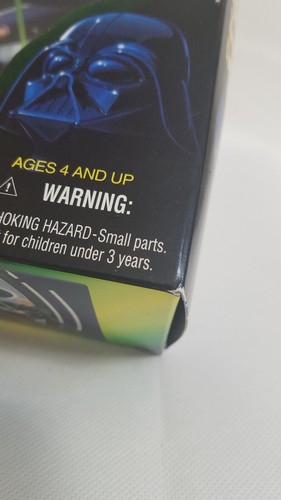 AGES 4 AND UP
WARNING:
HOKING HAZARD-Small parts.
for children under 3 years.